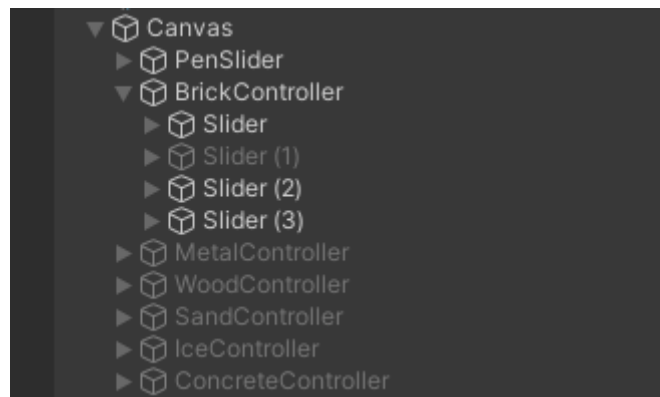 Canvas
PenSlider
BrickController
Slider
Slider (1)
Slider (2)
Slider (3)
MetalController
WoodController
SandController
IceController
ConcreteController